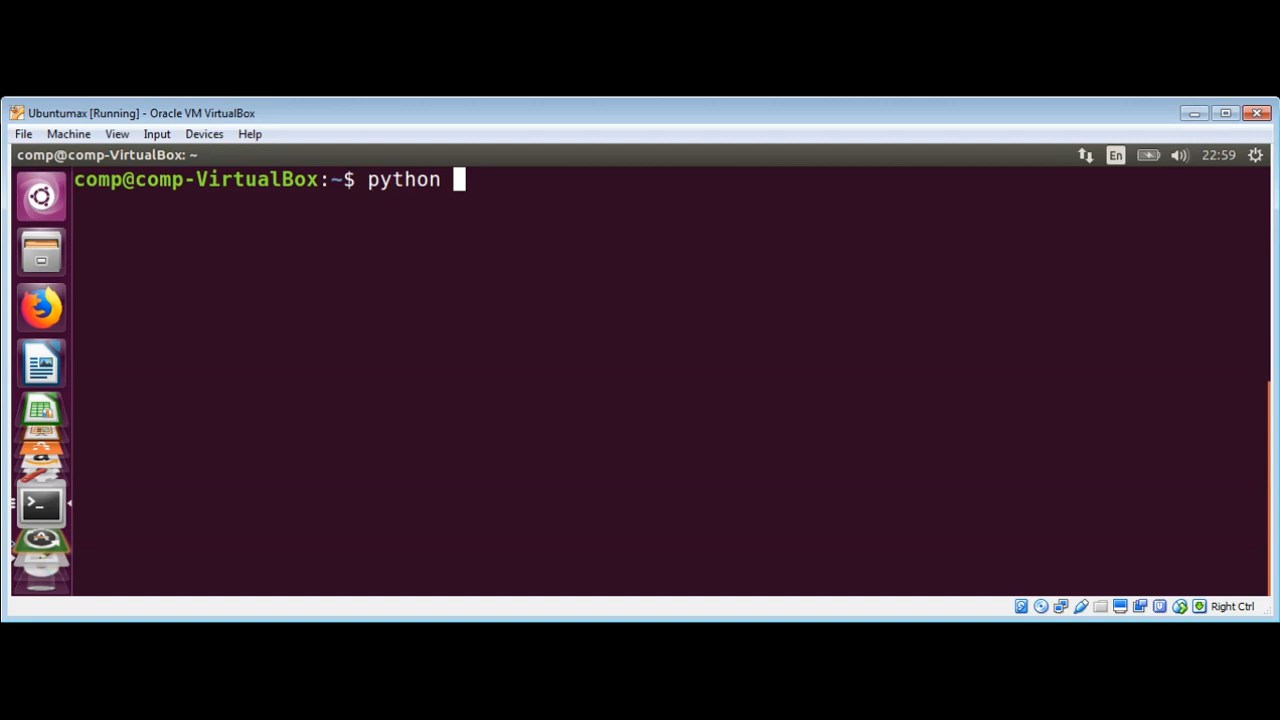 Ubuntumax [Running] - Oracle VM VirtualBox
File Machine View Input Devices Help
comp@comp-VirtualBox: ~ En 22:59
comp@comp-VirtualBox:~$ python
Right Ctrl